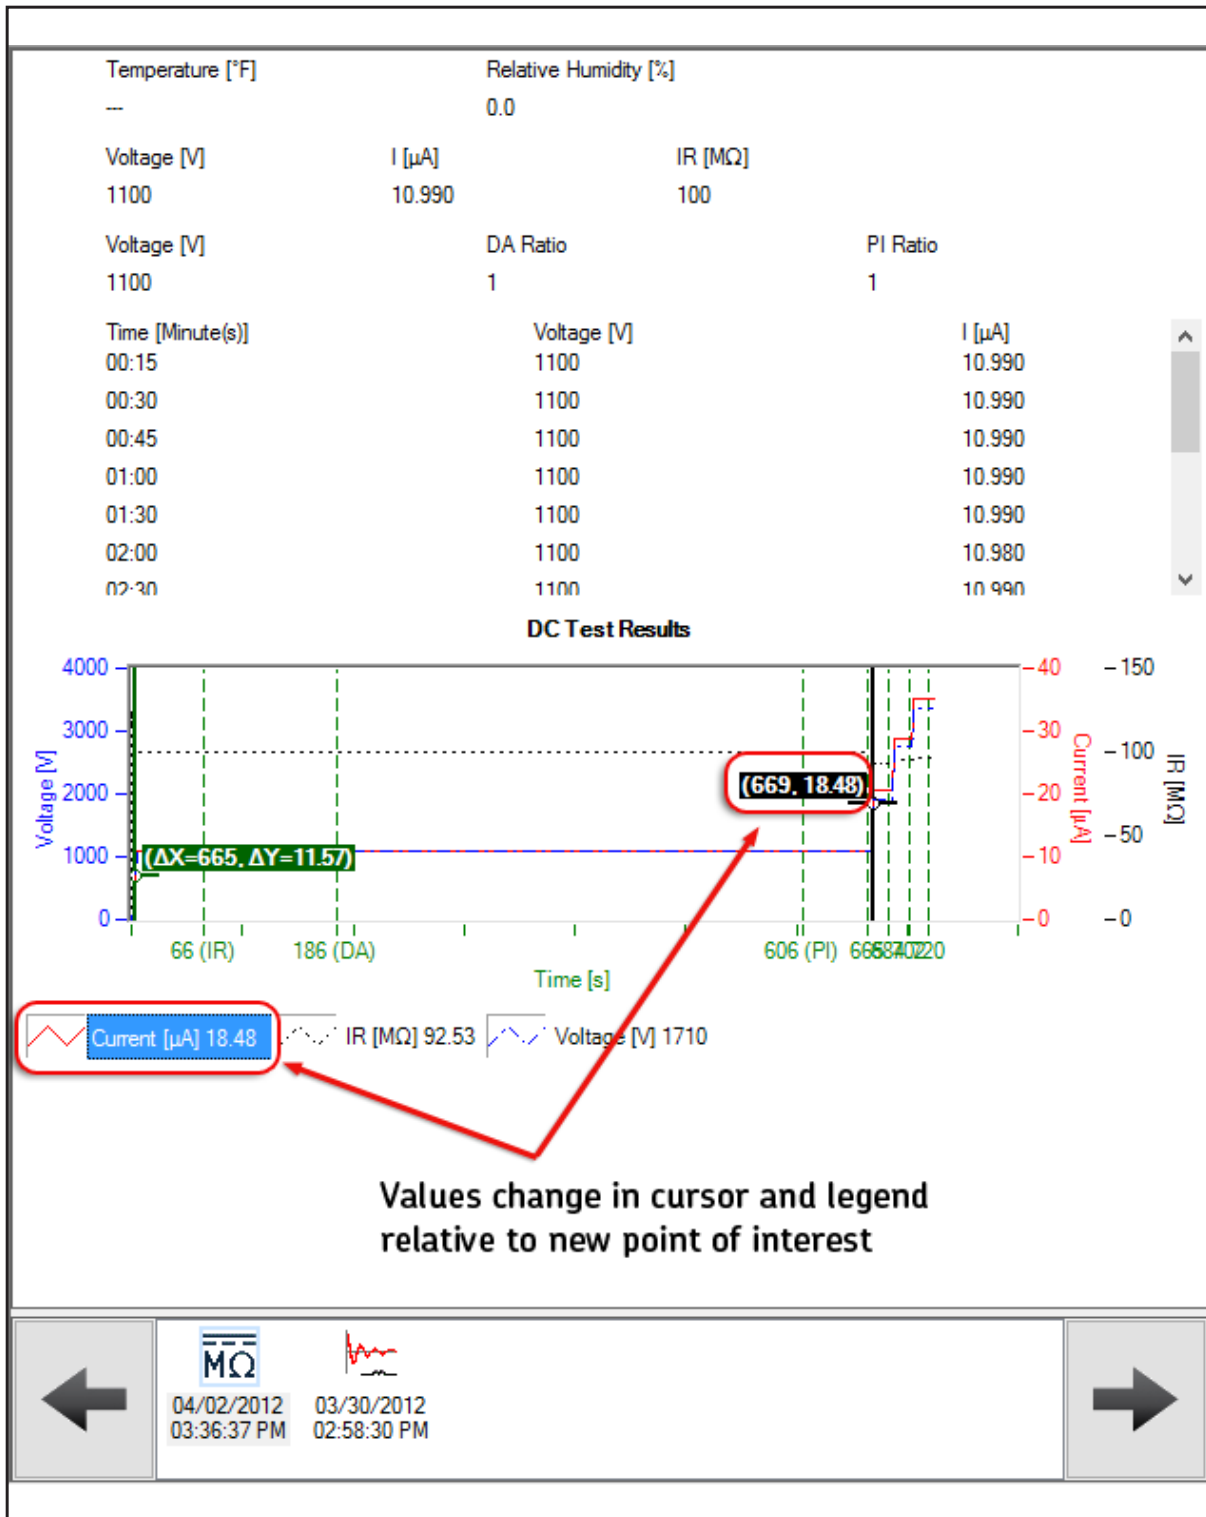 Temperature [°F] Relative Humidity [%]
--- 0.0
Voltage [V] I [µA] IR [MΩ]
1100 10.990 100
Voltage [V] DA Ratio PI Ratio
1100 1 1
Time [Minute(s)] Voltage [V] I [µA]
00:15 1100 10.990
00:30 1100 10.990
00:45 1100 10.990
01:00 1100 10.990
01:30 1100 10.990
02:00 1100 10.980
02:30 1100 10.990
DC Test Results
4000 40 150
3000 30 100
2000 20 50
1000 10 0
0 0
Voltage [V]
Current [µA]
IR [MΩ]
(669, 18.48)
(ΔX=665, ΔY=11.57)
66 (IR) 186 (DA) 606 (PI) 720
Time [s]
Current [µA] 18.48 IR [MΩ] 92.53 Voltage [V] 1710
Values change in cursor and legend
relative to new point of interest
MΩ
04/02/2012 03/30/2012
03:36:37 PM 02:58:30 PM